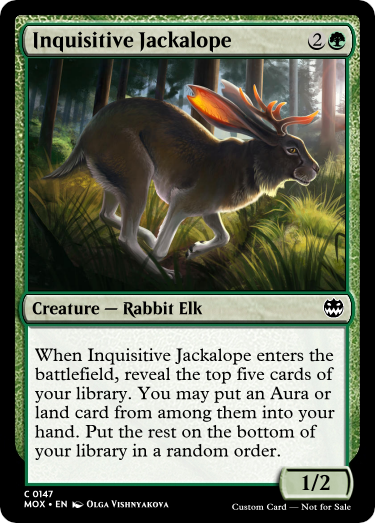 Inquisitive Jackalope 2
Creature — Rabbit Elk
When Inquisitive Jackalope enters the
battlefield, reveal the top five cards of
your library. You may put an Aura or
land card from among them into your
hand. Put the rest on the bottom of
your library in a random order.
1/2
C 0147
MOX • EN Olga Vishnyakova
Custom Card — Not for Sale